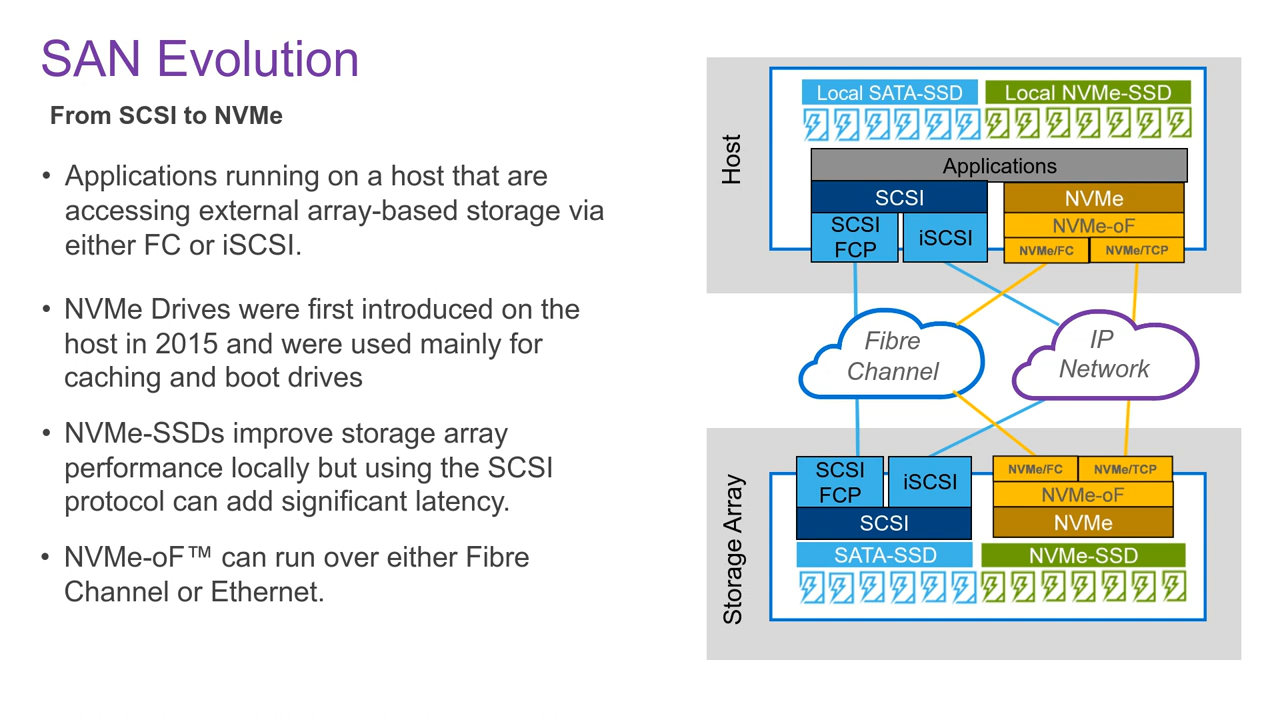 SAN Evolution
From SCSI to NVMe
• Applications running on a host that are
accessing external array-based storage via
either FC or iSCSI.
• NVMe Drives were first introduced on the
host in 2015 and were used mainly for
caching and boot drives
• NVMe-SSDs improve storage array
performance locally but using the SCSI
protocol can add significant latency.
• NVMe-oF™ can run over either Fibre
Channel or Ethernet.
Host
Local SATA-SSD
Local NVMe-SSD
Applications
SCSI
NVMe
SCSI
FCP
iSCSI
NVMe-oF
NVMe/FC
NVMe/TCP
Fibre
Channel
IP
Network
Storage Array
SCSI
FCP
iSCSI
NVMe/FC
NVMe/TCP
NVMe-oF
SCSI
NVMe
SATA-SSD
NVMe-SSD